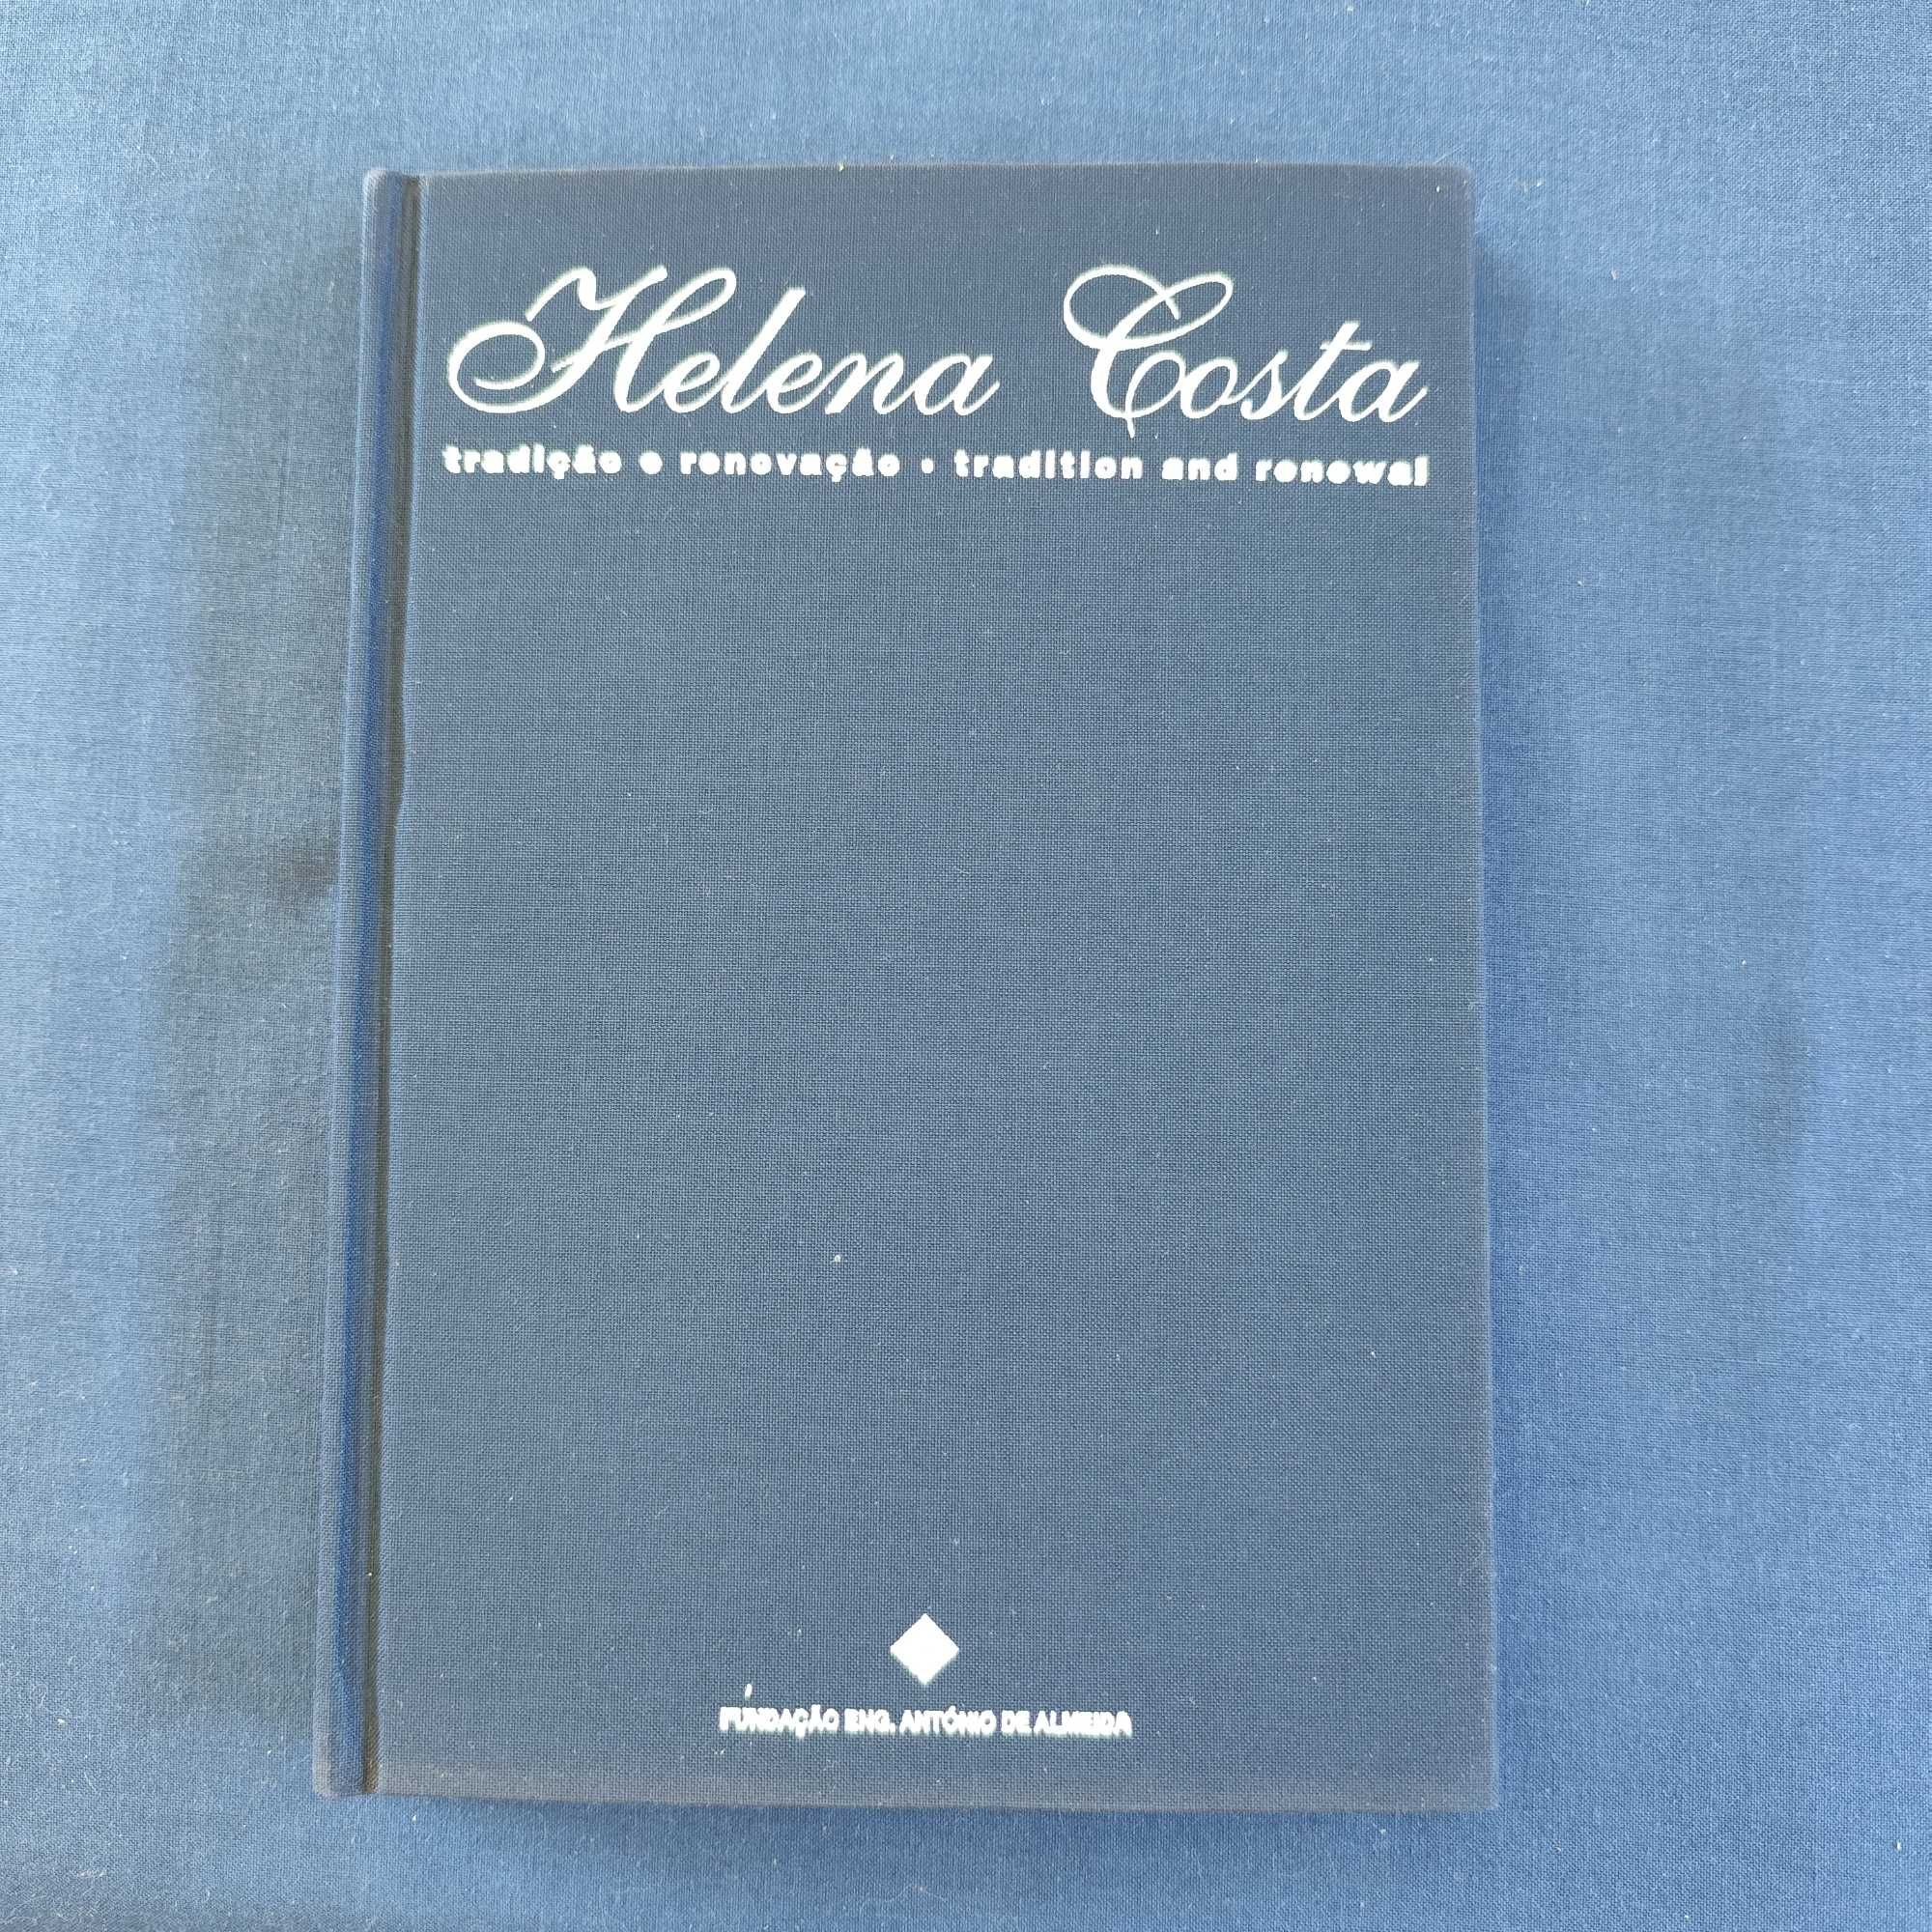 Helena Costa
tradição e renovação • tradition and renewal
FUNDAÇÃO ENG. ANTÓNIO DE ALMEIDA